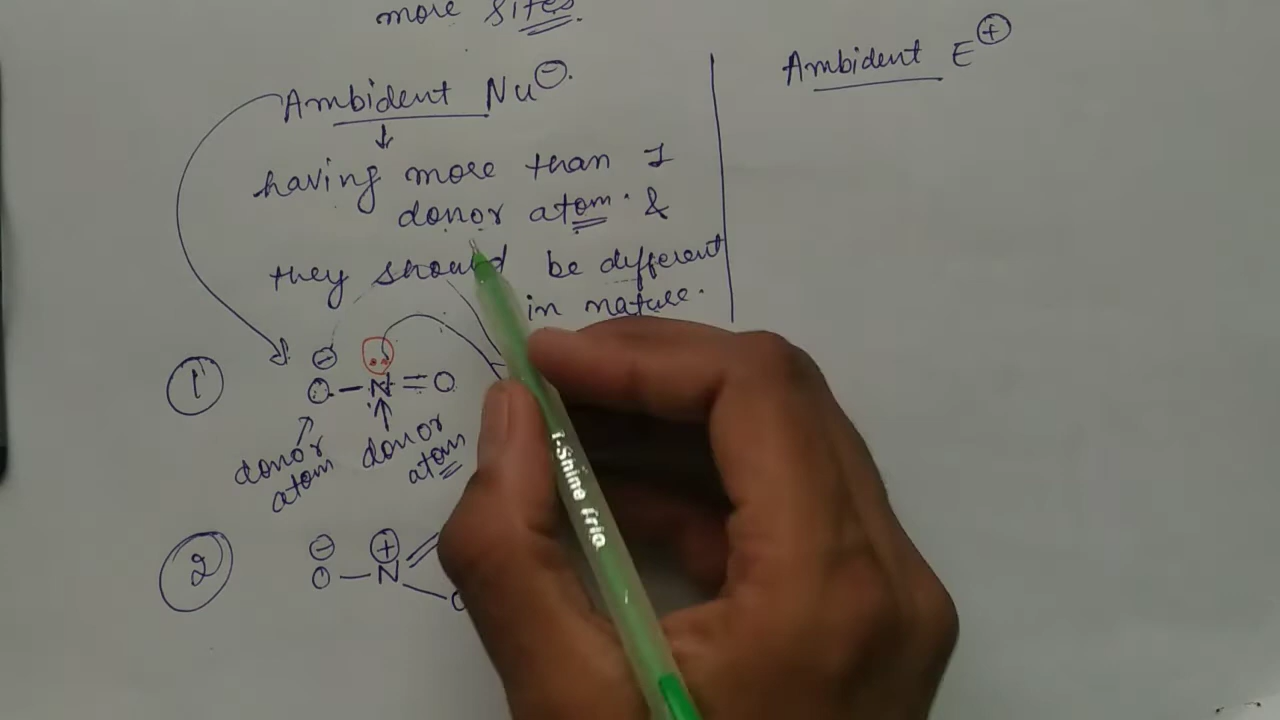 more sites.
Ambident Nu⊖.
having more than 1
donor atom. &
they should be different
in nature.
① ⊖
O–N̈=O
donor atom
donor atom
② ⊖ ⊕
O–N
Ambident E⊕
I-Shine Trio